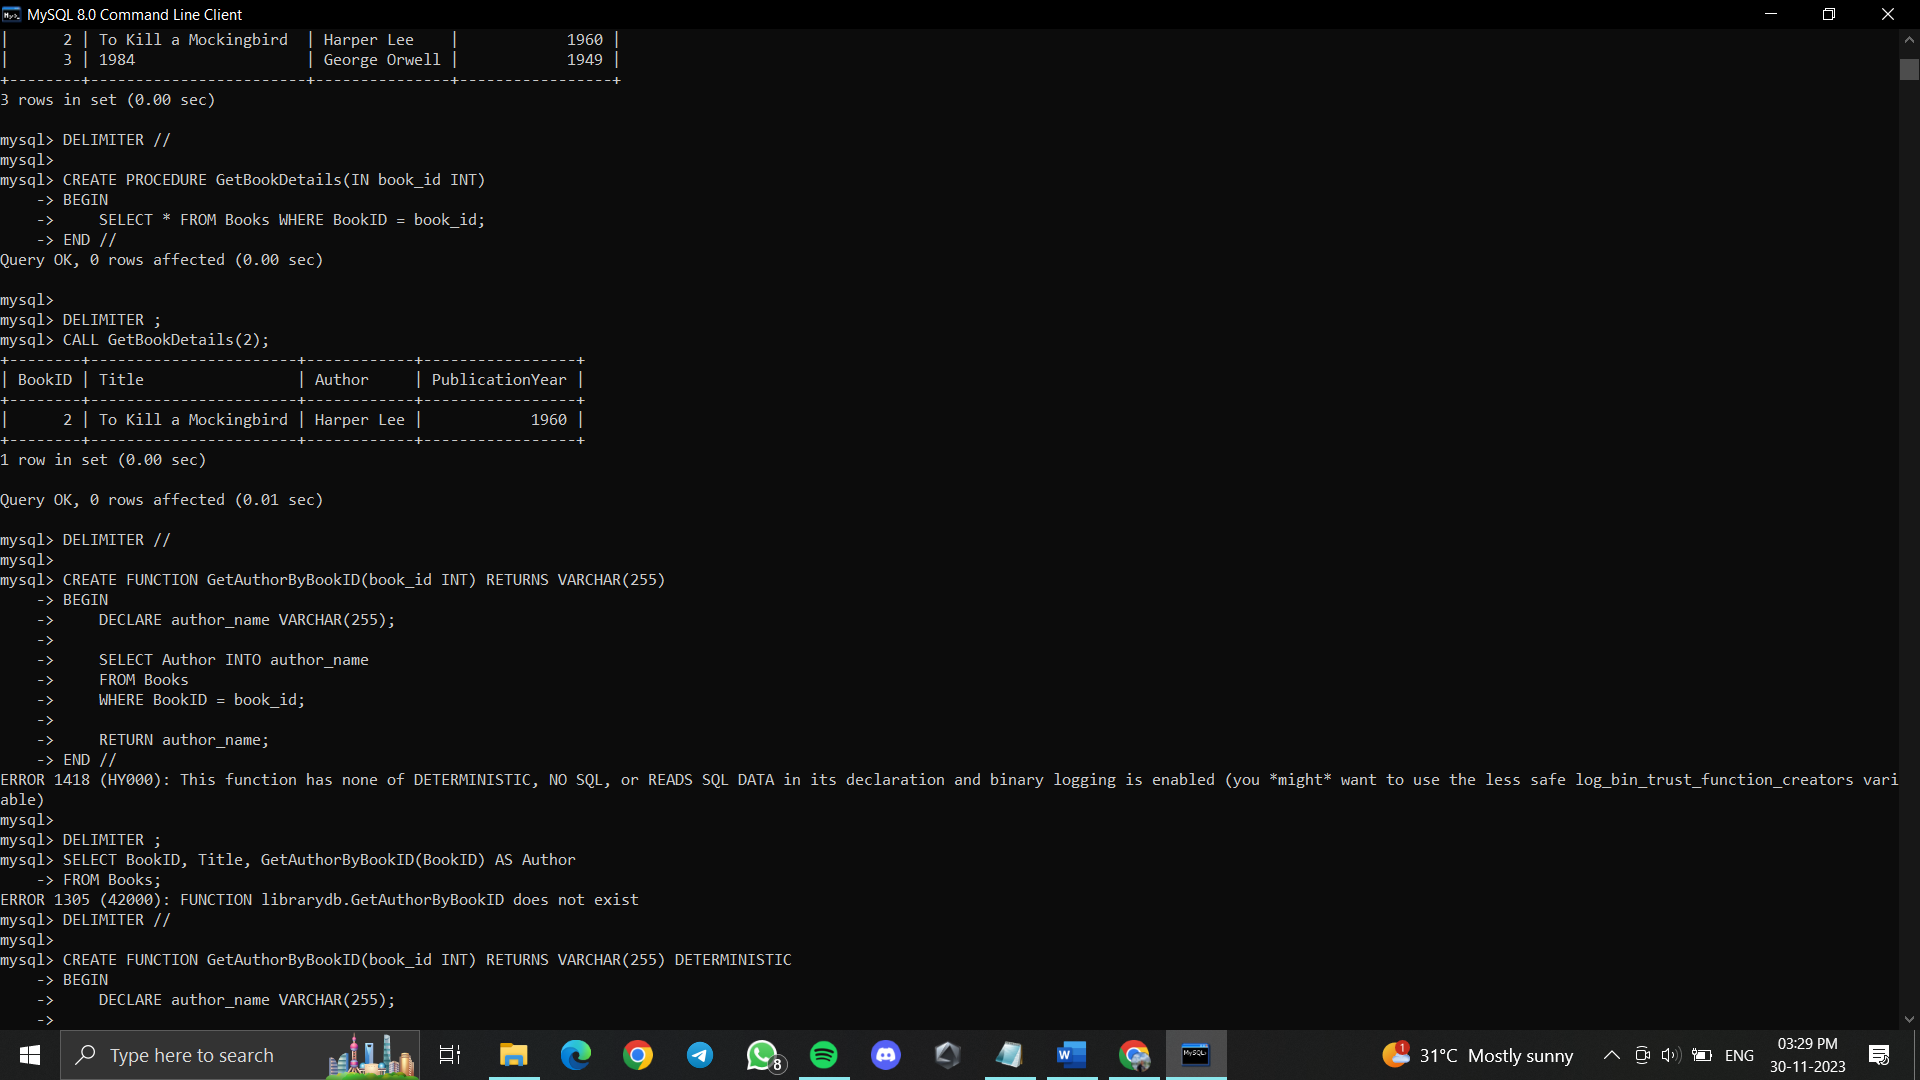 MySQL 8.0 Command Line Client
|      2 | To Kill a Mockingbird  | Harper Lee    |            1960 |
|      3 | 1984                   | George Orwell |            1949 |
+--------+------------------------+---------------+-----------------+
3 rows in set (0.00 sec)
mysql> DELIMITER //
mysql>
mysql> CREATE PROCEDURE GetBookDetails(IN book_id INT)
    -> BEGIN
    ->     SELECT * FROM Books WHERE BookID = book_id;
    -> END //
Query OK, 0 rows affected (0.00 sec)
mysql>
mysql> DELIMITER ;
mysql> CALL GetBookDetails(2);
+--------+-----------------------+------------+-----------------+
| BookID | Title                 | Author     | PublicationYear |
+--------+-----------------------+------------+-----------------+
|      2 | To Kill a Mockingbird | Harper Lee |            1960 |
+--------+-----------------------+------------+-----------------+
1 row in set (0.00 sec)
Query OK, 0 rows affected (0.01 sec)
mysql> DELIMITER //
mysql>
mysql> CREATE FUNCTION GetAuthorByBookID(book_id INT) RETURNS VARCHAR(255)
    -> BEGIN
    ->     DECLARE author_name VARCHAR(255);
    ->
    ->     SELECT Author INTO author_name
    ->     FROM Books
    ->     WHERE BookID = book_id;
    ->
    ->     RETURN author_name;
    -> END //
ERROR 1418 (HY000): This function has none of DETERMINISTIC, NO SQL, or READS SQL DATA in its declaration and binary logging is enabled (you *might* want to use the less safe log_bin_trust_function_creators vari
able)
mysql>
mysql> DELIMITER ;
mysql> SELECT BookID, Title, GetAuthorByBookID(BookID) AS Author
    -> FROM Books;
ERROR 1305 (42000): FUNCTION librarydb.GetAuthorByBookID does not exist
mysql> DELIMITER //
mysql>
mysql> CREATE FUNCTION GetAuthorByBookID(book_id INT) RETURNS VARCHAR(255) DETERMINISTIC
    -> BEGIN
    ->     DECLARE author_name VARCHAR(255);
    ->
Type here to search
8
1
31°C Mostly sunny
ENG
03:29 PM
30-11-2023